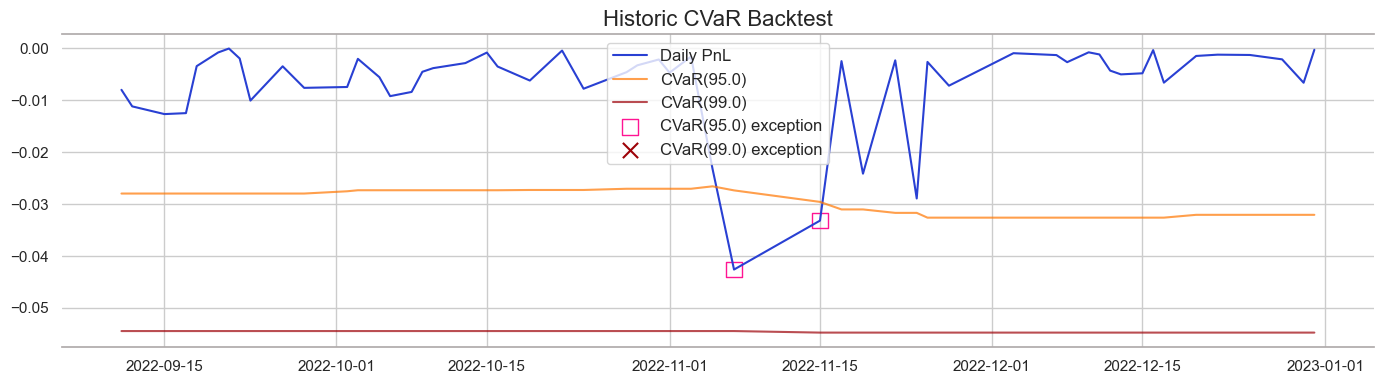 Historic CVaR Backtest
0.00
−0.01
−0.02
−0.03
−0.04
−0.05
Daily PnL
CVaR(95.0)
CVaR(99.0)
CVaR(95.0) exception
CVaR(99.0) exception
2022-09-15
2022-10-01
2022-10-15
2022-11-01
2022-11-15
2022-12-01
2022-12-15
2023-01-01